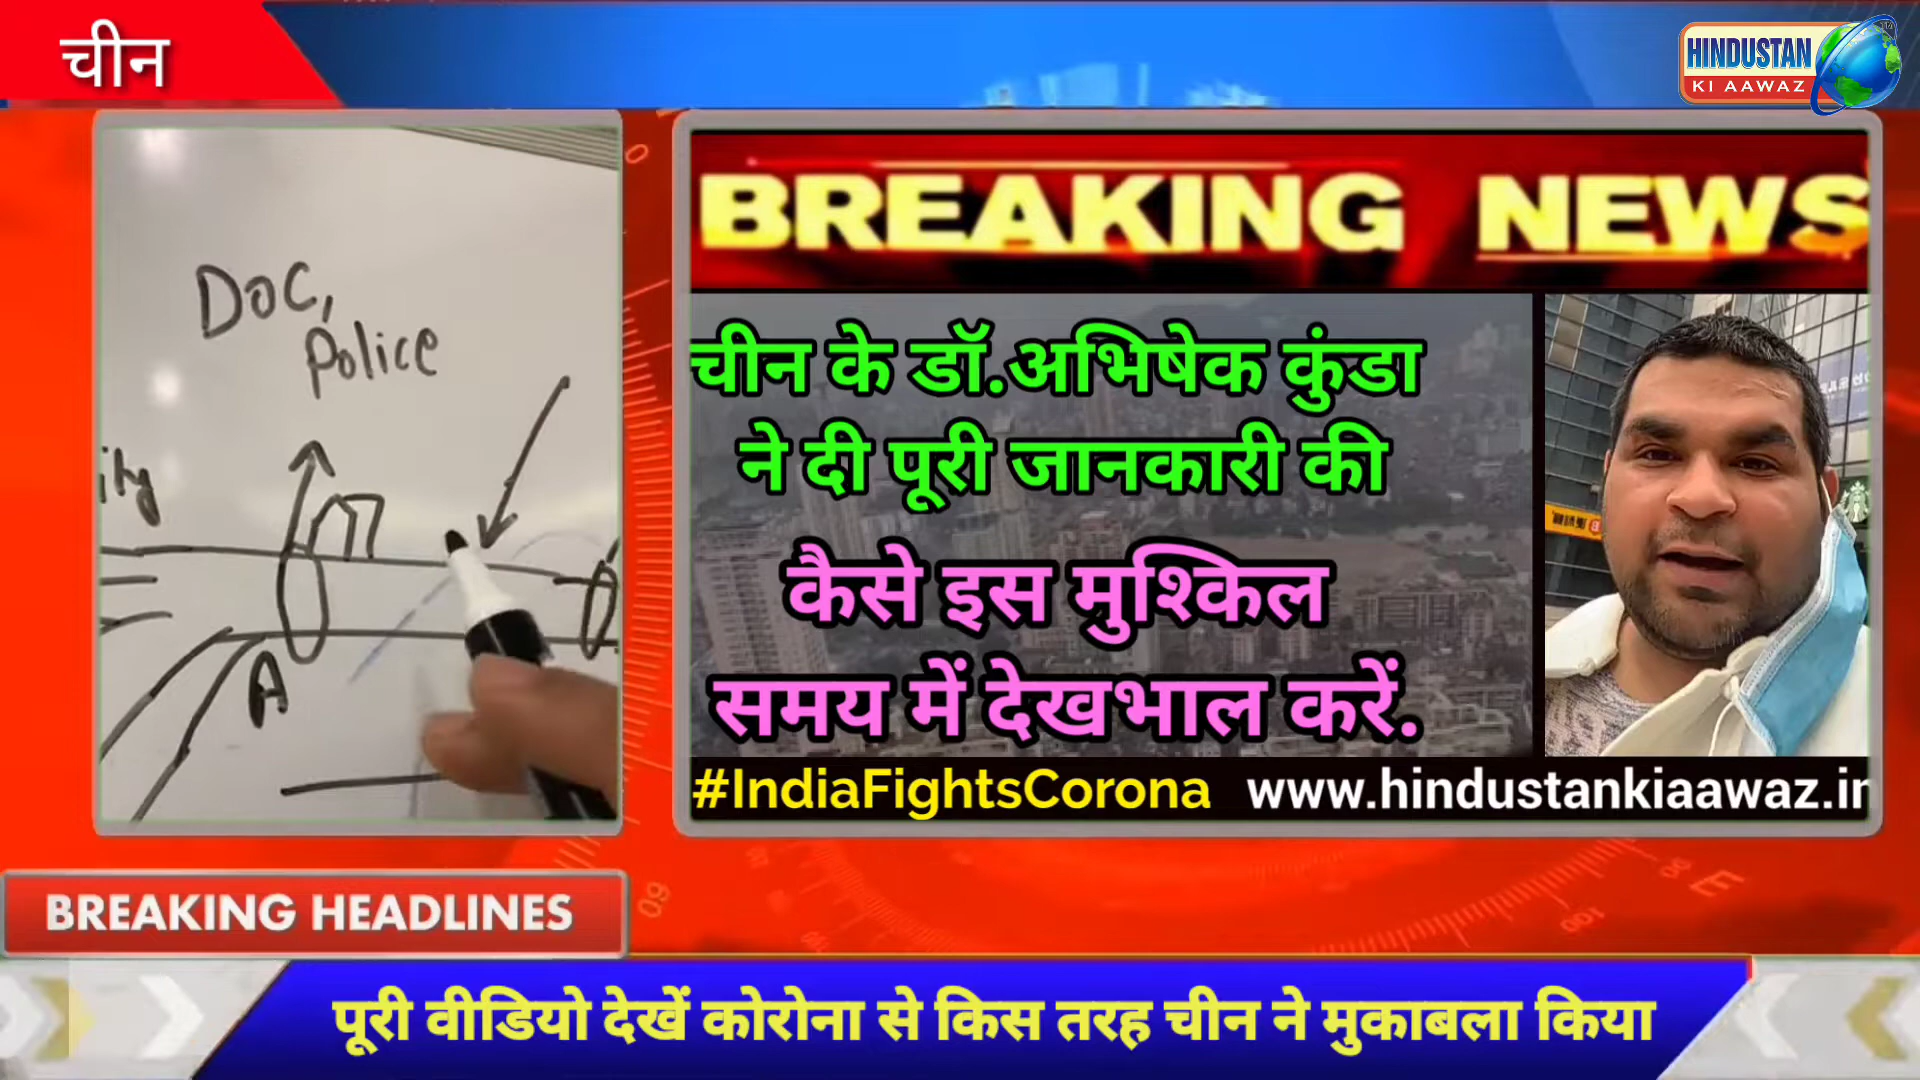 चीन
HINDUSTAN
KI AAWAZ
Doc,
Police
ity
A
BREAKING NEWS
चीन के डॉ.अभिषेक कुंडा
ने दी पूरी जानकारी की
कैसे इस मुश्किल
समय में देखभाल करें.
#IndiaFightsCorona www.hindustankiaawaz.in
BREAKING HEADLINES
पूरी वीडियो देखें कोरोना से किस तरह चीन ने मुकाबला किया